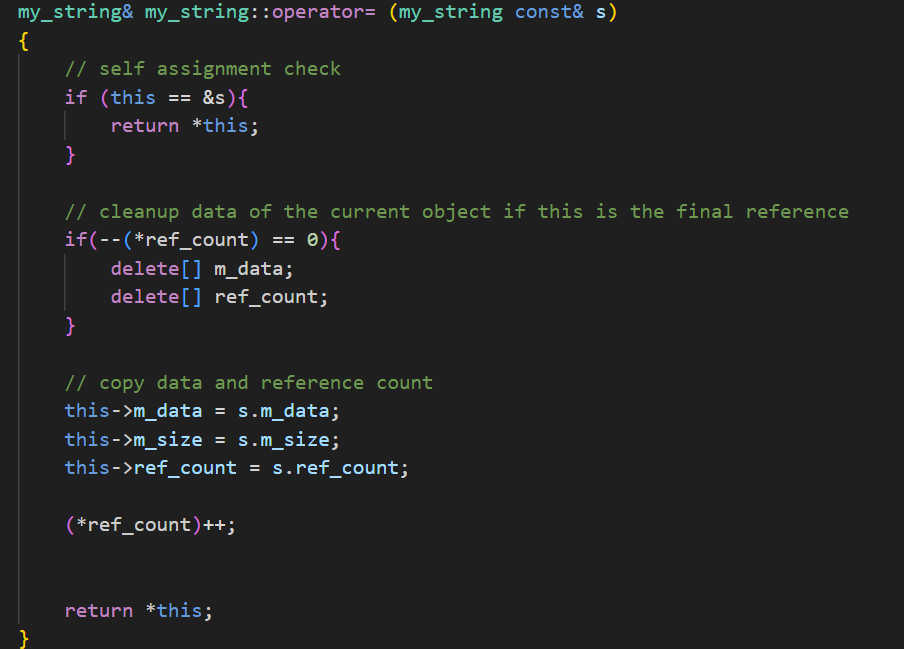 my_string& my_string::operator= (my_string const& s)
{
    // self assignment check
    if (this == &s){
        return *this;
    }

    // cleanup data of the current object if this is the final reference
    if(--(*ref_count) == 0){
        delete[] m_data;
        delete[] ref_count;
    }

    // copy data and reference count
    this->m_data = s.m_data;
    this->m_size = s.m_size;
    this->ref_count = s.ref_count;

    (*ref_count)++;


    return *this;
}